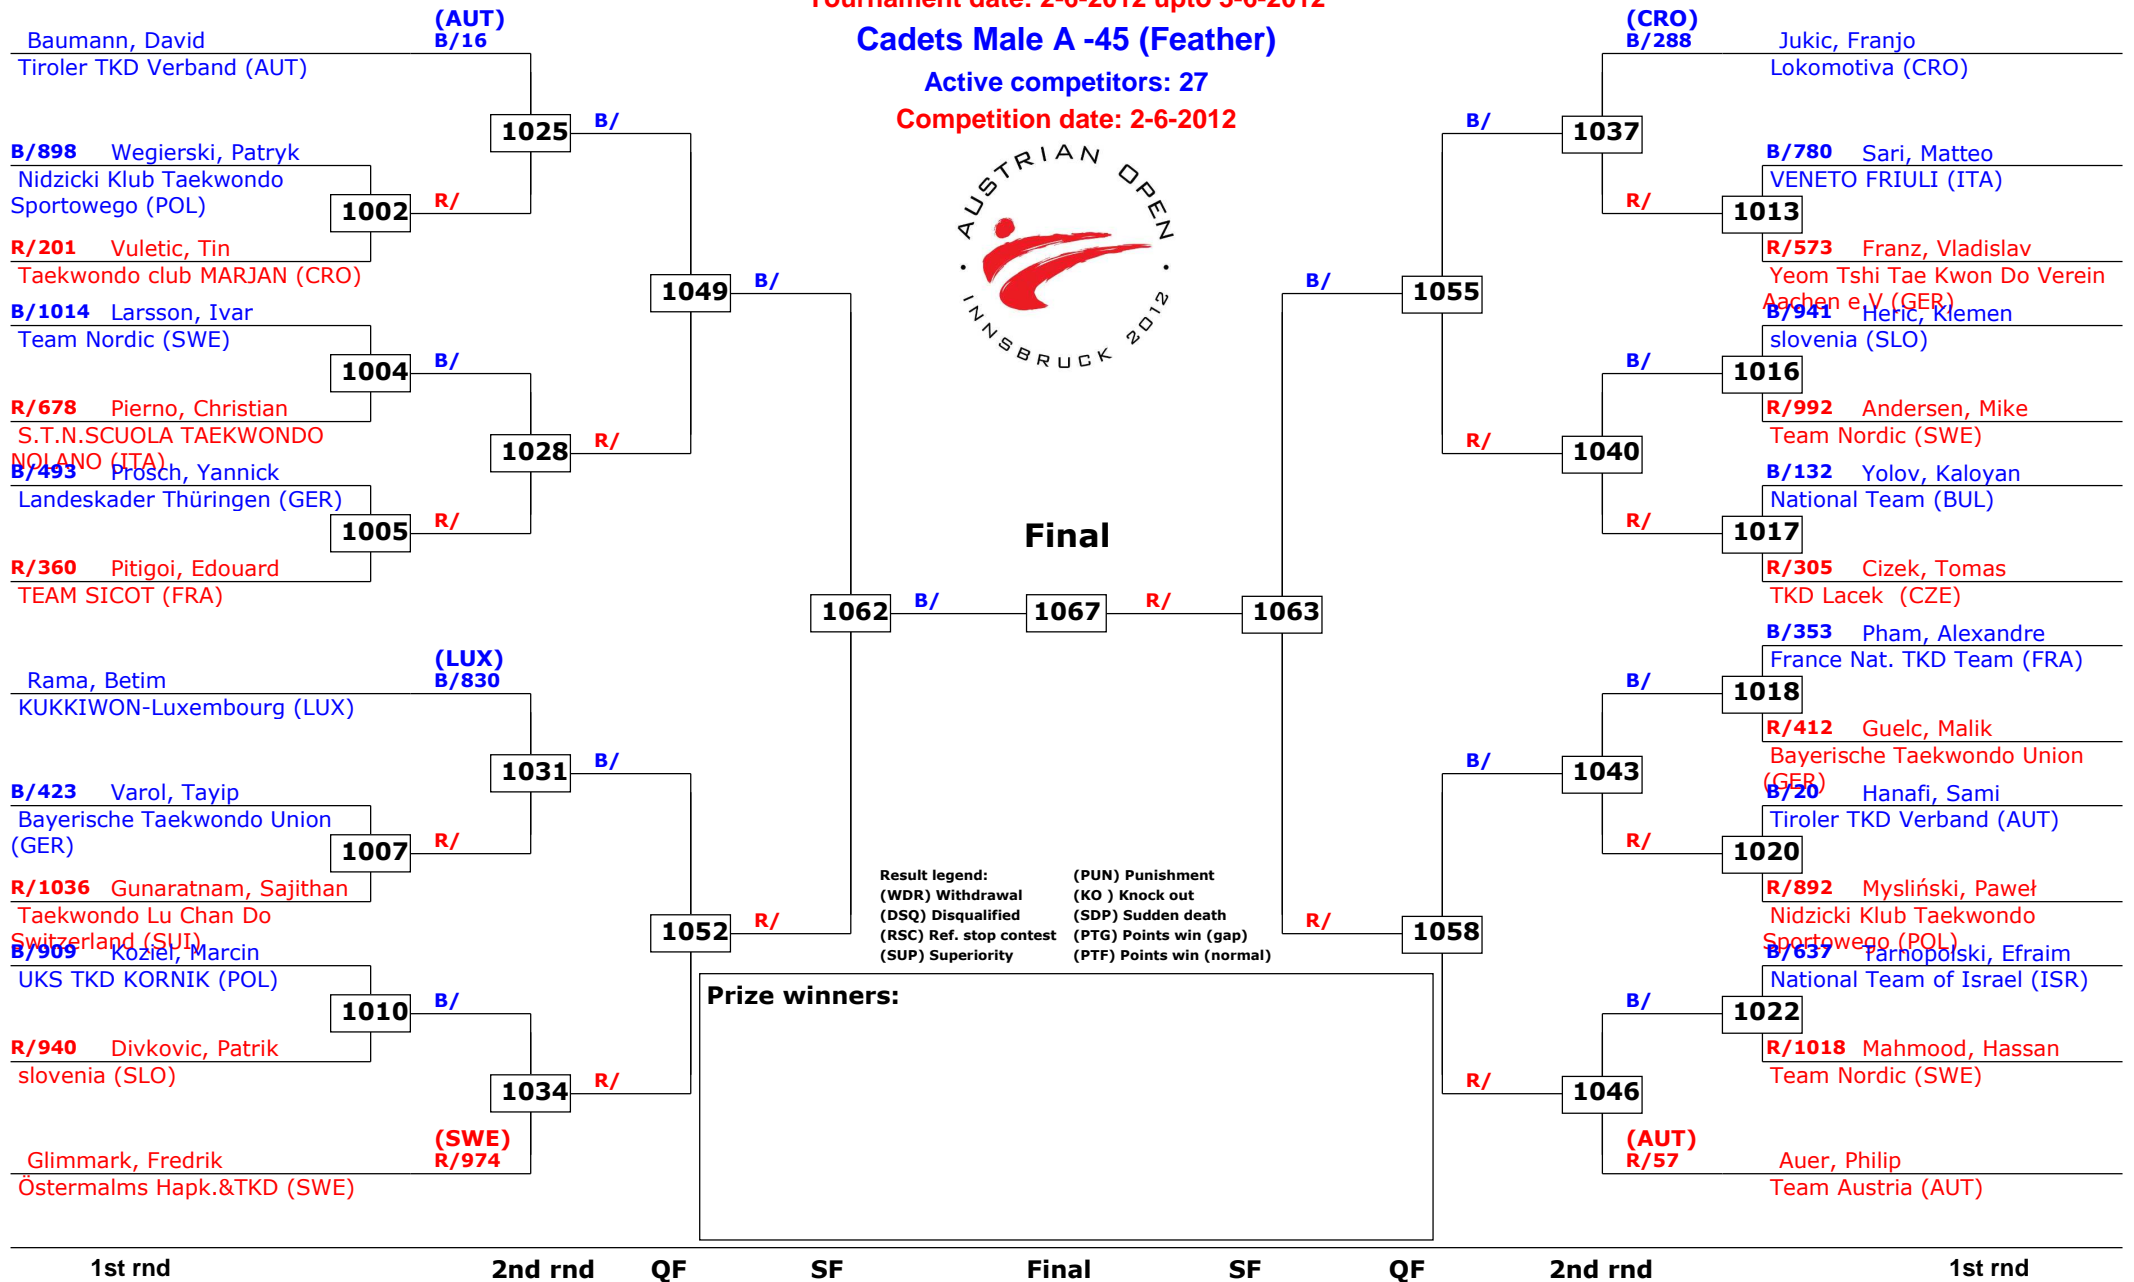 Tournament date: 2-6-2012 upto 3-6-2012
Cadets Male A -45 (Feather)
Active competitors: 27
Competition date: 2-6-2012
AUSTRIAN OPEN
· INNSBRUCK 2012 ·
(AUT)
Baumann, David B/16
Tiroler TKD Verband (AUT)
1025 B/
B/898 Wegierski, Patryk
Nidzicki Klub Taekwondo
Sportowego (POL)
1002 R/
R/201 Vuletic, Tin
Taekwondo club MARJAN (CRO)
1049 B/
B/1014 Larsson, Ivar
Team Nordic (SWE)
1004 B/
R/678 Pierno, Christian
S.T.N.SCUOLA TAEKWONDO
NOLANO (ITA)
1028 R/
B/493 Prosch, Yannick
Landeskader Thüringen (GER)
1005 R/
R/360 Pitigoi, Edouard
TEAM SICOT (FRA)
Final
1062 B/ 1067 R/ 1063
(LUX)
Rama, Betim B/830
KUKKIWON-Luxembourg (LUX)
1031 B/
B/423 Varol, Tayip
Bayerische Taekwondo Union
(GER)
1007 R/
R/1036 Gunaratnam, Sajithan
Taekwondo Lu Chan Do
Switzerland (SUI)
1052 R/
B/909 Koziel, Marcin
UKS TKD KORNIK (POL)
1010 B/
R/940 Divkovic, Patrik
slovenia (SLO)
1034 R/
(SWE)
Glimmark, Fredrik R/974
Östermalms Hapk.&TKD (SWE)
(CRO)
B/288 Jukic, Franjo
Lokomotiva (CRO)
B/ 1037
B/780 Sari, Matteo
VENETO FRIULI (ITA)
R/ 1013
R/573 Franz, Vladislav
Yeom Tshi Tae Kwon Do Verein
Aachen e.V (GER)
B/ 1055
B/941 Heric, Klemen
slovenia (SLO)
B/ 1016
R/992 Andersen, Mike
Team Nordic (SWE)
R/ 1040
B/132 Yolov, Kaloyan
National Team (BUL)
R/ 1017
R/305 Cizek, Tomas
TKD Lacek (CZE)
B/353 Pham, Alexandre
France Nat. TKD Team (FRA)
B/ 1018
R/412 Guelc, Malik
Bayerische Taekwondo Union
(GER)
B/ 1043
B/20 Hanafi, Sami
Tiroler TKD Verband (AUT)
R/ 1020
R/892 Mysliński, Paweł
Nidzicki Klub Taekwondo
Sportowego (POL)
R/ 1058
B/637 Tarnopolski, Efraim
National Team of Israel (ISR)
B/ 1022
R/1018 Mahmood, Hassan
Team Nordic (SWE)
R/ 1046
(AUT)
R/57 Auer, Philip
Team Austria (AUT)
Result legend: (PUN) Punishment
(WDR) Withdrawal (KO ) Knock out
(DSQ) Disqualified (SDP) Sudden death
(RSC) Ref. stop contest (PTG) Points win (gap)
(SUP) Superiority (PTF) Points win (normal)
Prize winners:
1st rnd 2nd rnd QF SF Final SF QF 2nd rnd 1st rnd